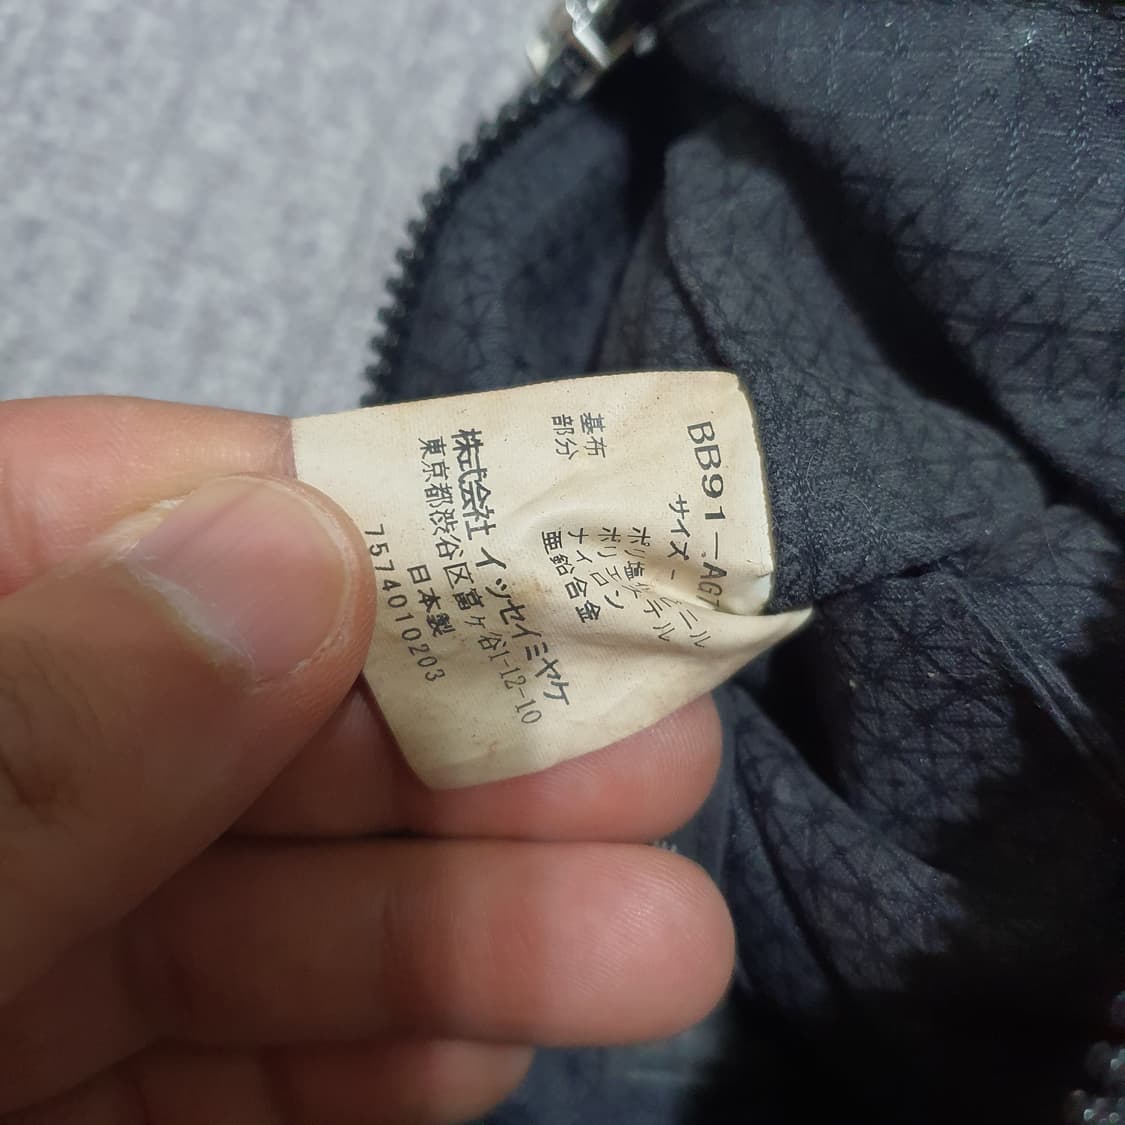 BB91-AG
サイズ -
ポリ塩化ビニル
基布 ポリエステル
部分 ナイロン
亜鉛合金
株式会社 イッセイミヤケ
東京都渋谷区富ヶ谷1-12-10
日本製
7574010203